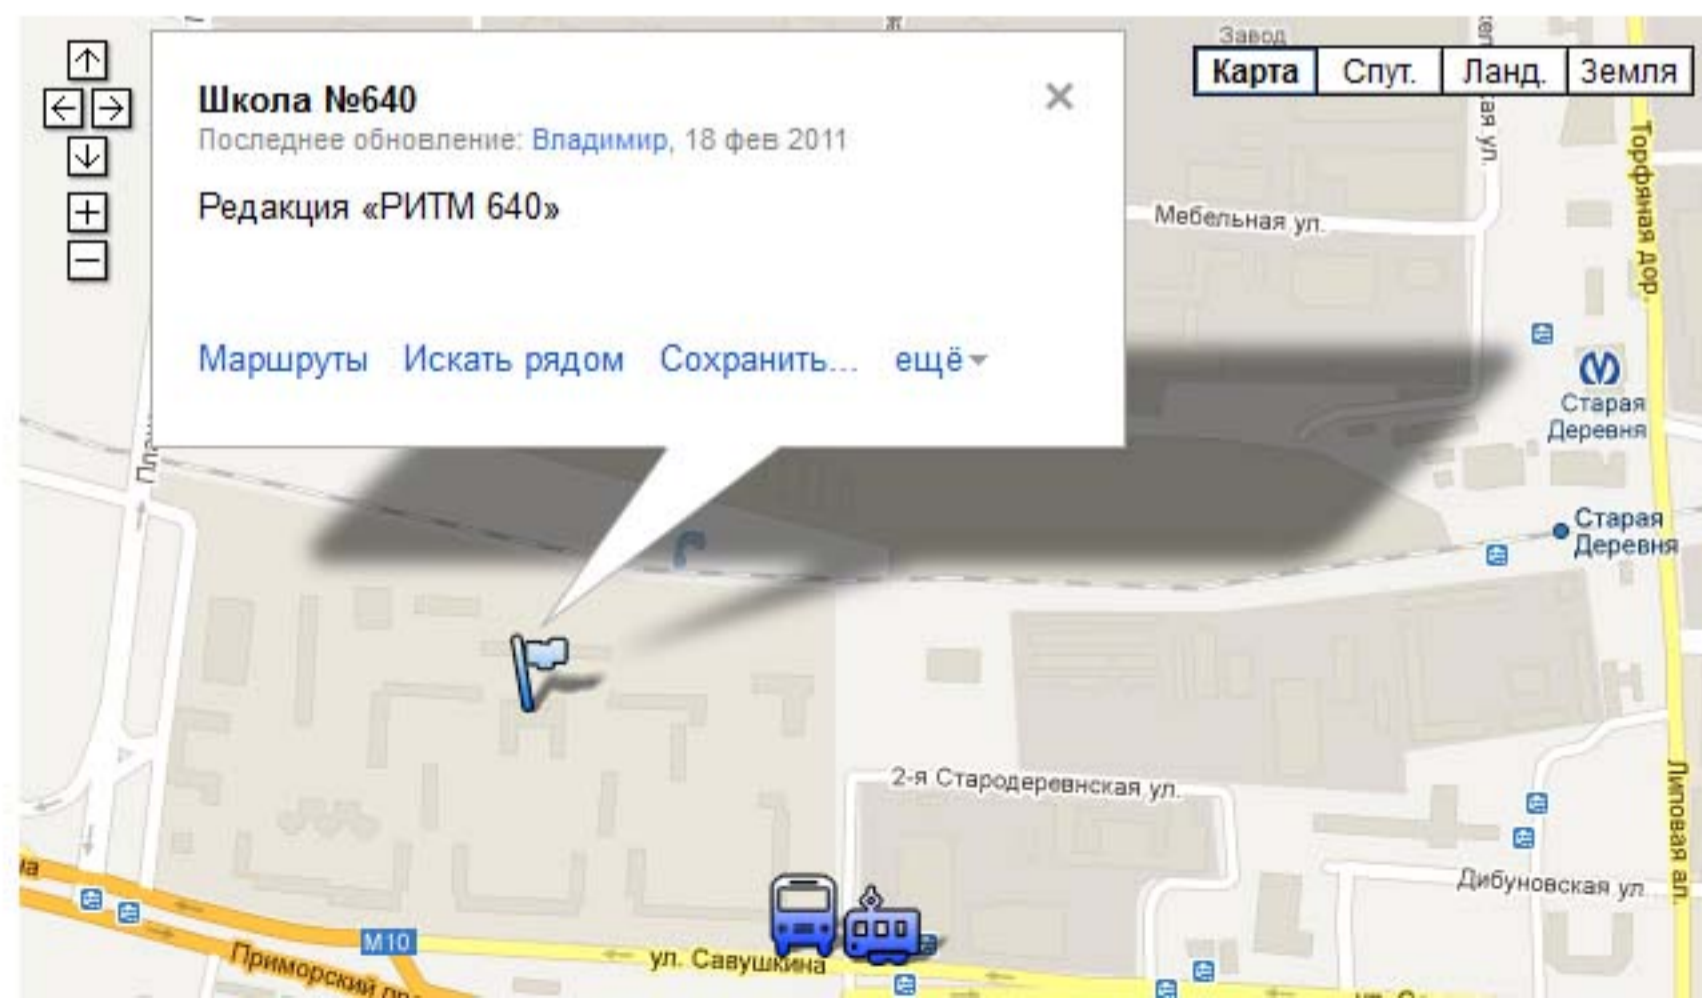 Завод
Карта Спут. Ланд. Земля
Школа №640
Последнее обновление: Владимир, 18 фев 2011
Редакция «РИТМ 640»
Маршруты Искать рядом Сохранить... ещё
Торфяная дор.
Мебельная ул.
Старая
Деревня
Старая
Деревня
2-я Стародеревнская ул.
Липовая ал.
Дибуновская ул
М10
ул. Савушкина
Приморский